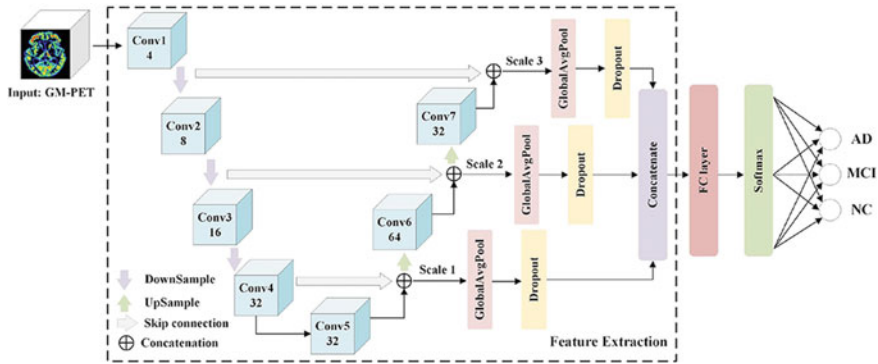 Input: GM-PET
Conv1
4
Conv2
8
Conv3
16
Conv4
32
Conv5
32
Conv6
64
Conv7
32
Scale 3
Scale 2
Scale 1
GlobalAvgPool
Dropout
GlobalAvgPool
Dropout
GlobalAvgPool
Dropout
Concatenate
FC layer
Softmax
AD
MCI
NC
DownSample
UpSample
Skip connection
Concatenation
Feature Extraction